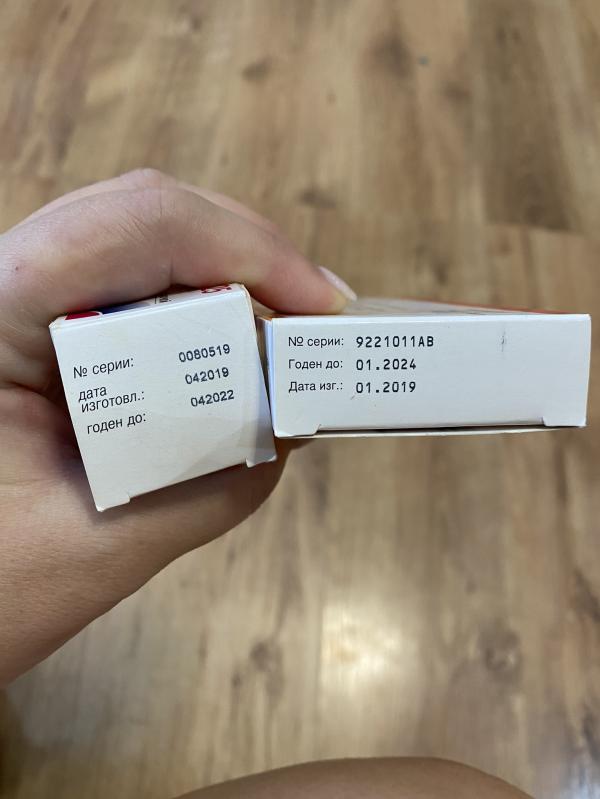 № серии: 0080519
дата изготовл.: 042019
годен до: 042022
№ серии: 9221011AB
Годен до: 01.2024
Дата изг.: 01.2019